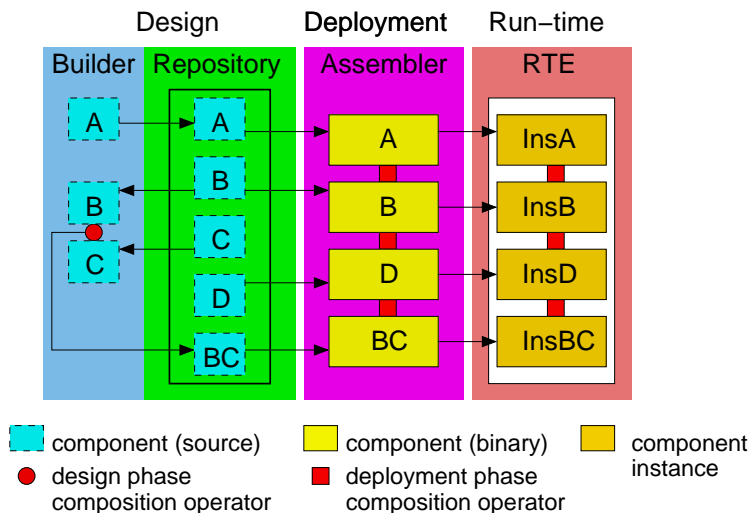 Design Deployment Run-time
Builder Repository Assembler RTE
A A A InsA
B B B InsB
C C D InsD
D BC InsBC
BC
component (source) component (binary) component
instance
design phase deployment phase
composition operator composition operator